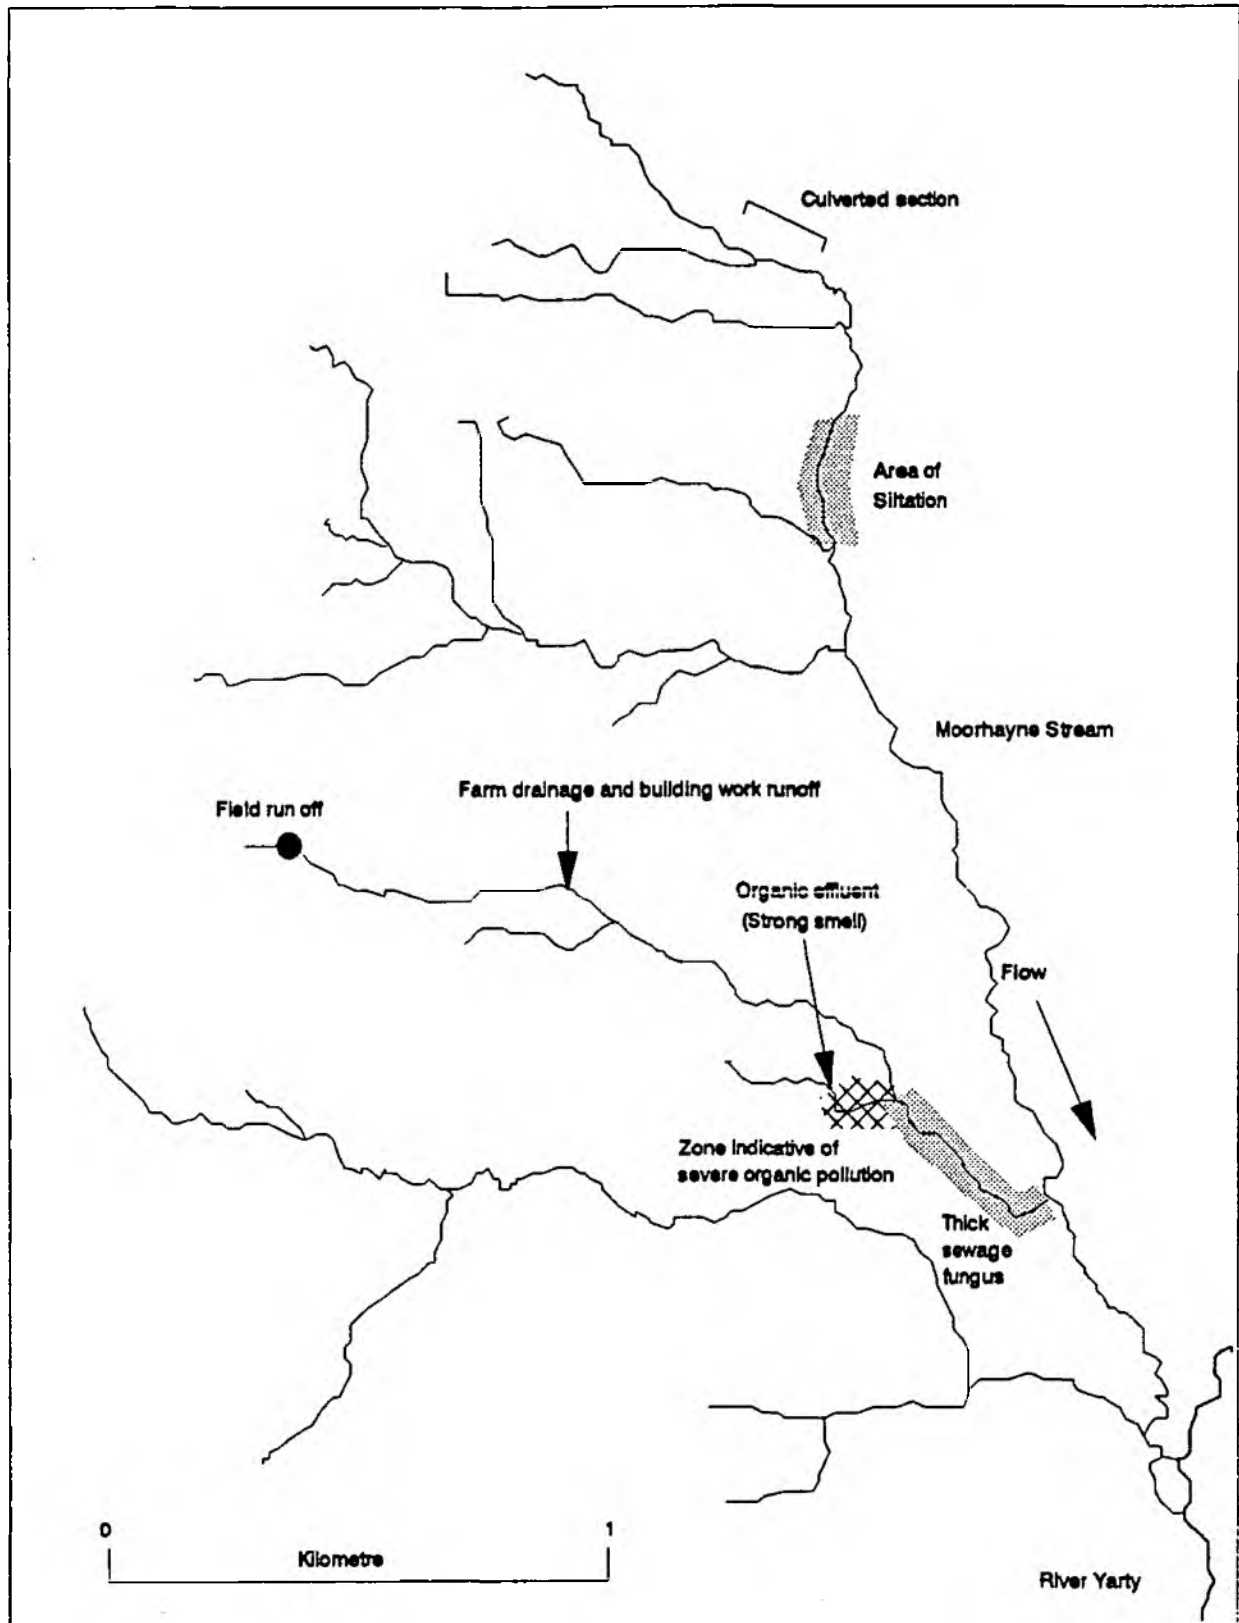 Culverted section
Area of
Siltation
Moorhayne Stream
Farm drainage and building work runoff
Field run off
Organic effluent
(Strong smell)
Flow
Zone indicative of
severe organic pollution
Thick
sewage
fungus
0
1
Kilometre
River Yarty